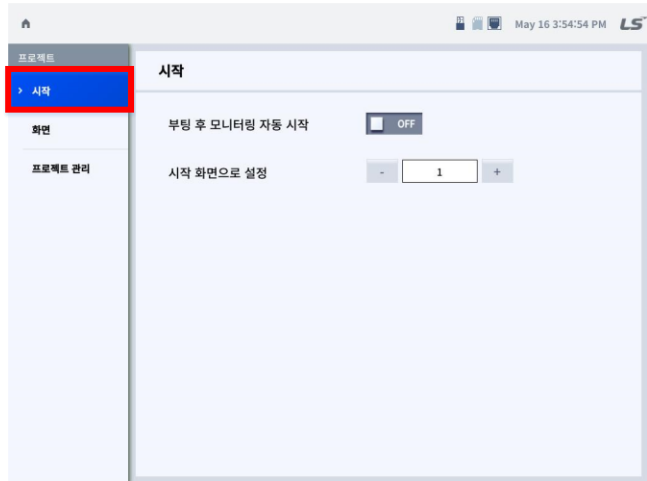 May 16 3:54:54 PM LS
프로젝트
> 시작
화면
프로젝트 관리
시작
부팅 후 모니터링 자동 시작 OFF
시작 화면으로 설정 - 1 +